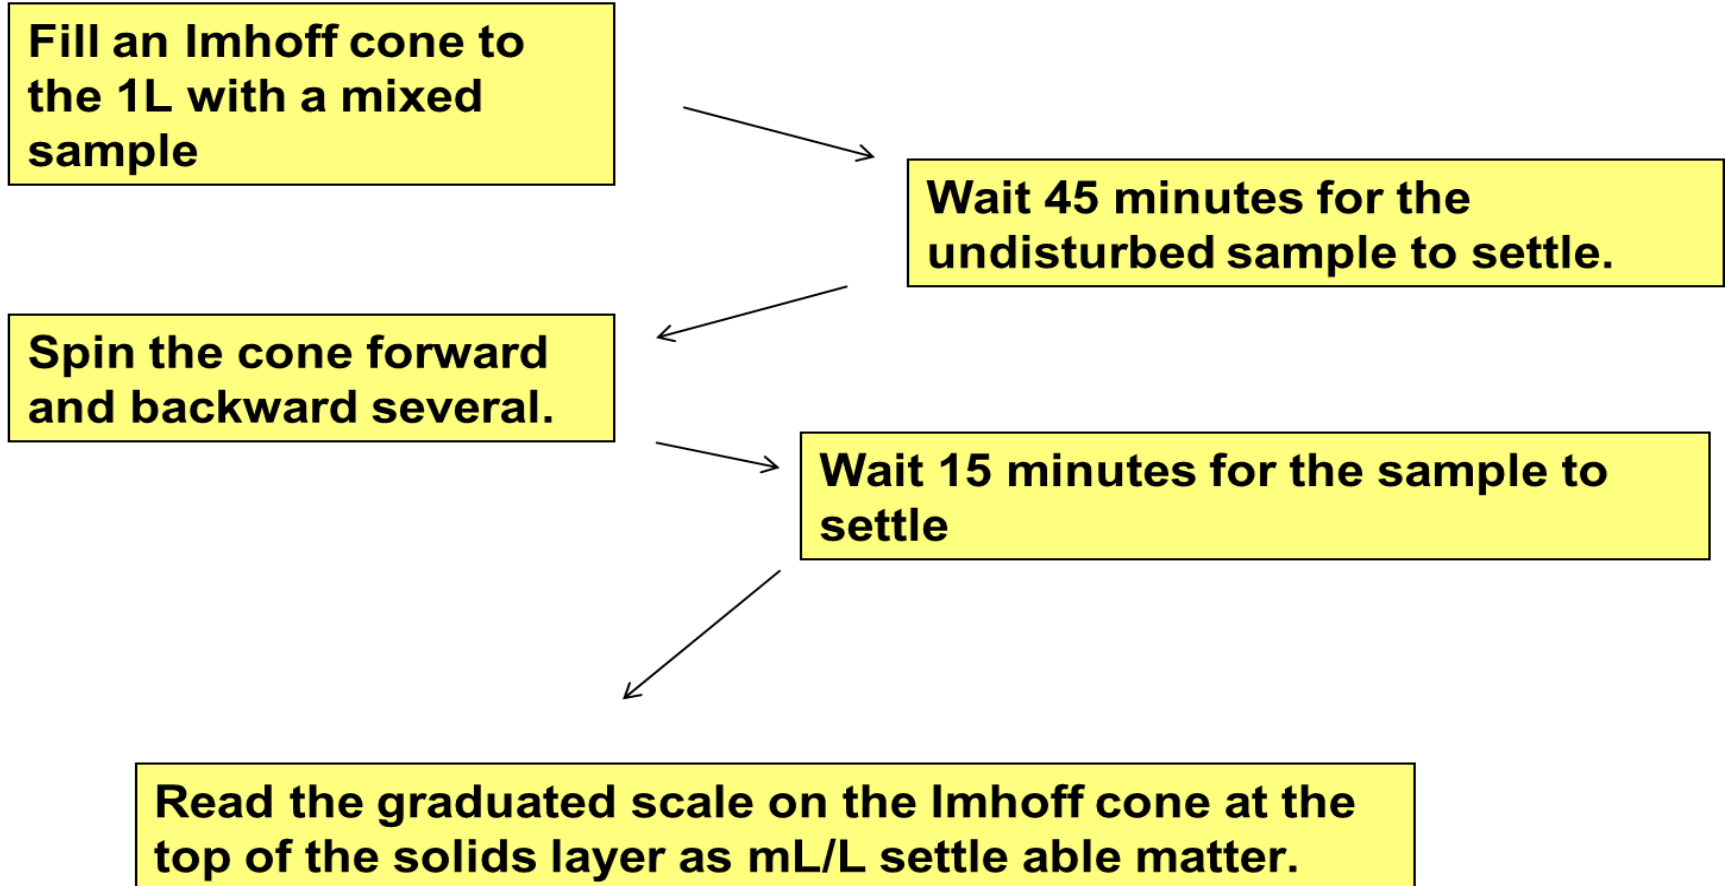 Fill an Imhoff cone to
the 1L with a mixed
sample
Wait 45 minutes for the
undisturbed sample to settle.
Spin the cone forward
and backward several.
Wait 15 minutes for the sample to
settle
Read the graduated scale on the Imhoff cone at the
top of the solids layer as mL/L settle able matter.